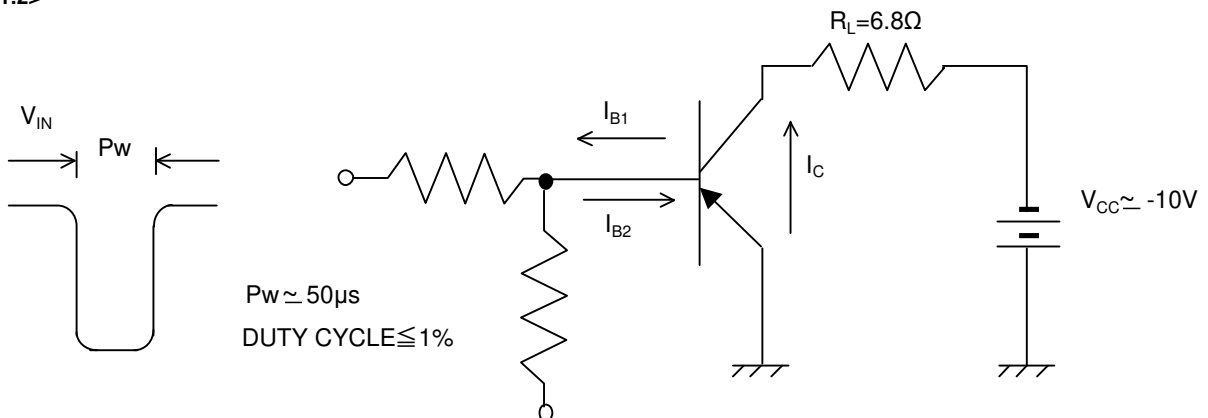 R_L=6.8Ω
V_IN
Pw
I_B1
I_C
I_B2
V_CC≃ -10V
Pw≃50µs
DUTY CYCLE≦1%